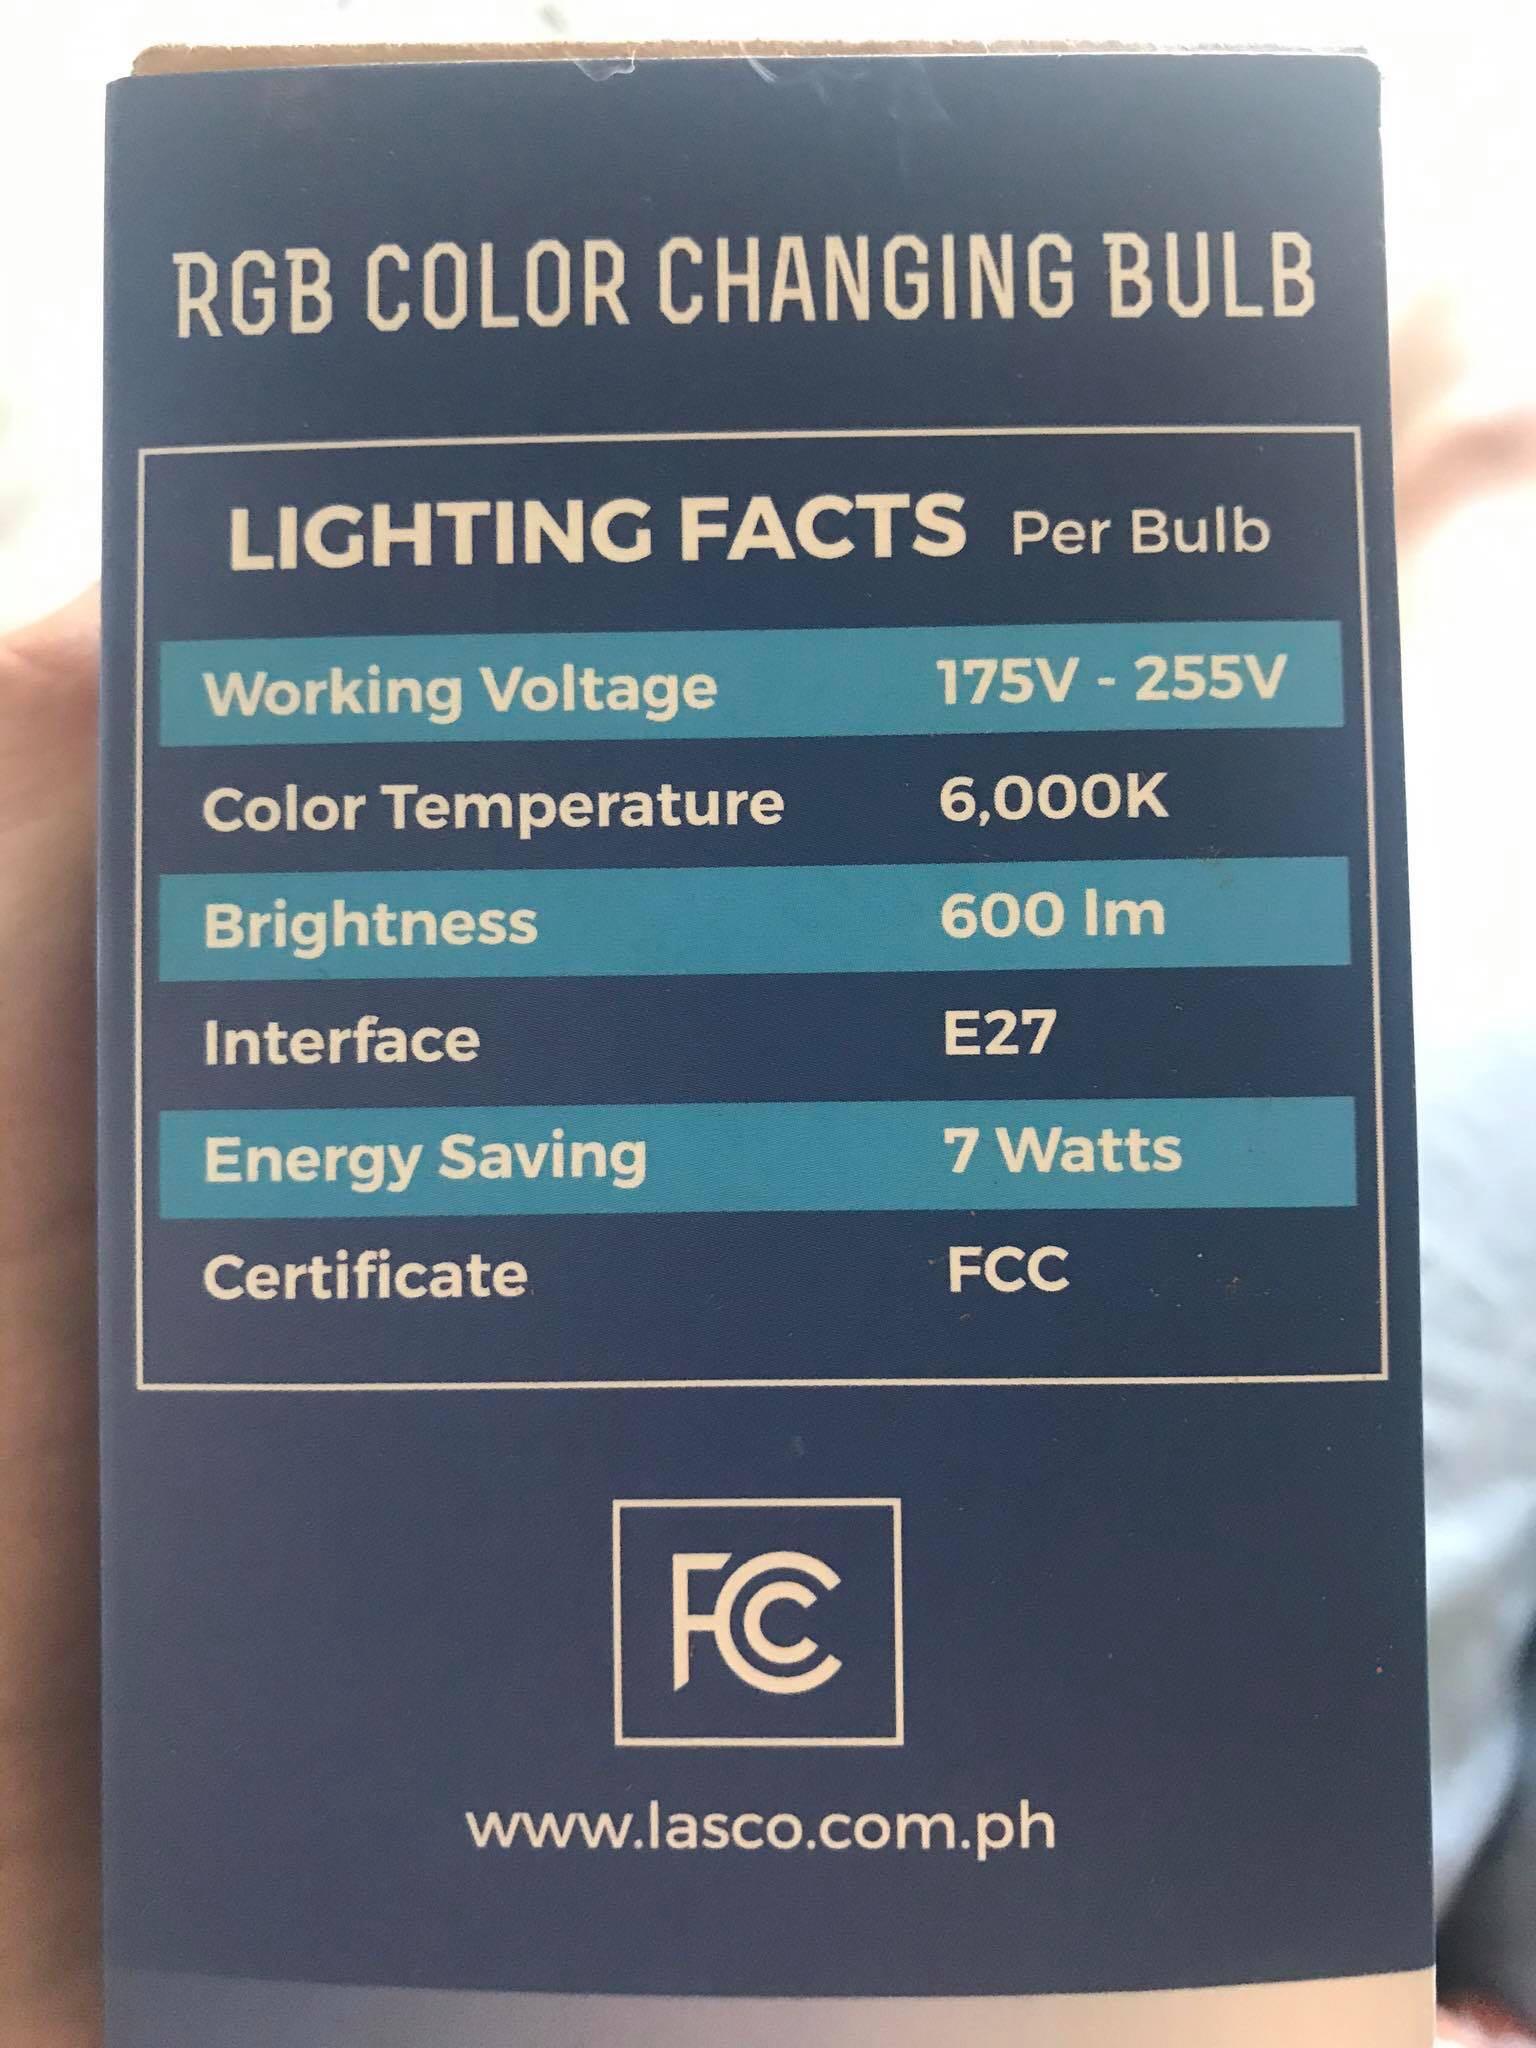 RGB COLOR CHANGING BULB
LIGHTING FACTS Per Bulb
Working Voltage 175V - 255V
Color Temperature 6,000K
Brightness 600 lm
Interface E27
Energy Saving 7 Watts
Certificate FCC
FCC
www.lasco.com.ph